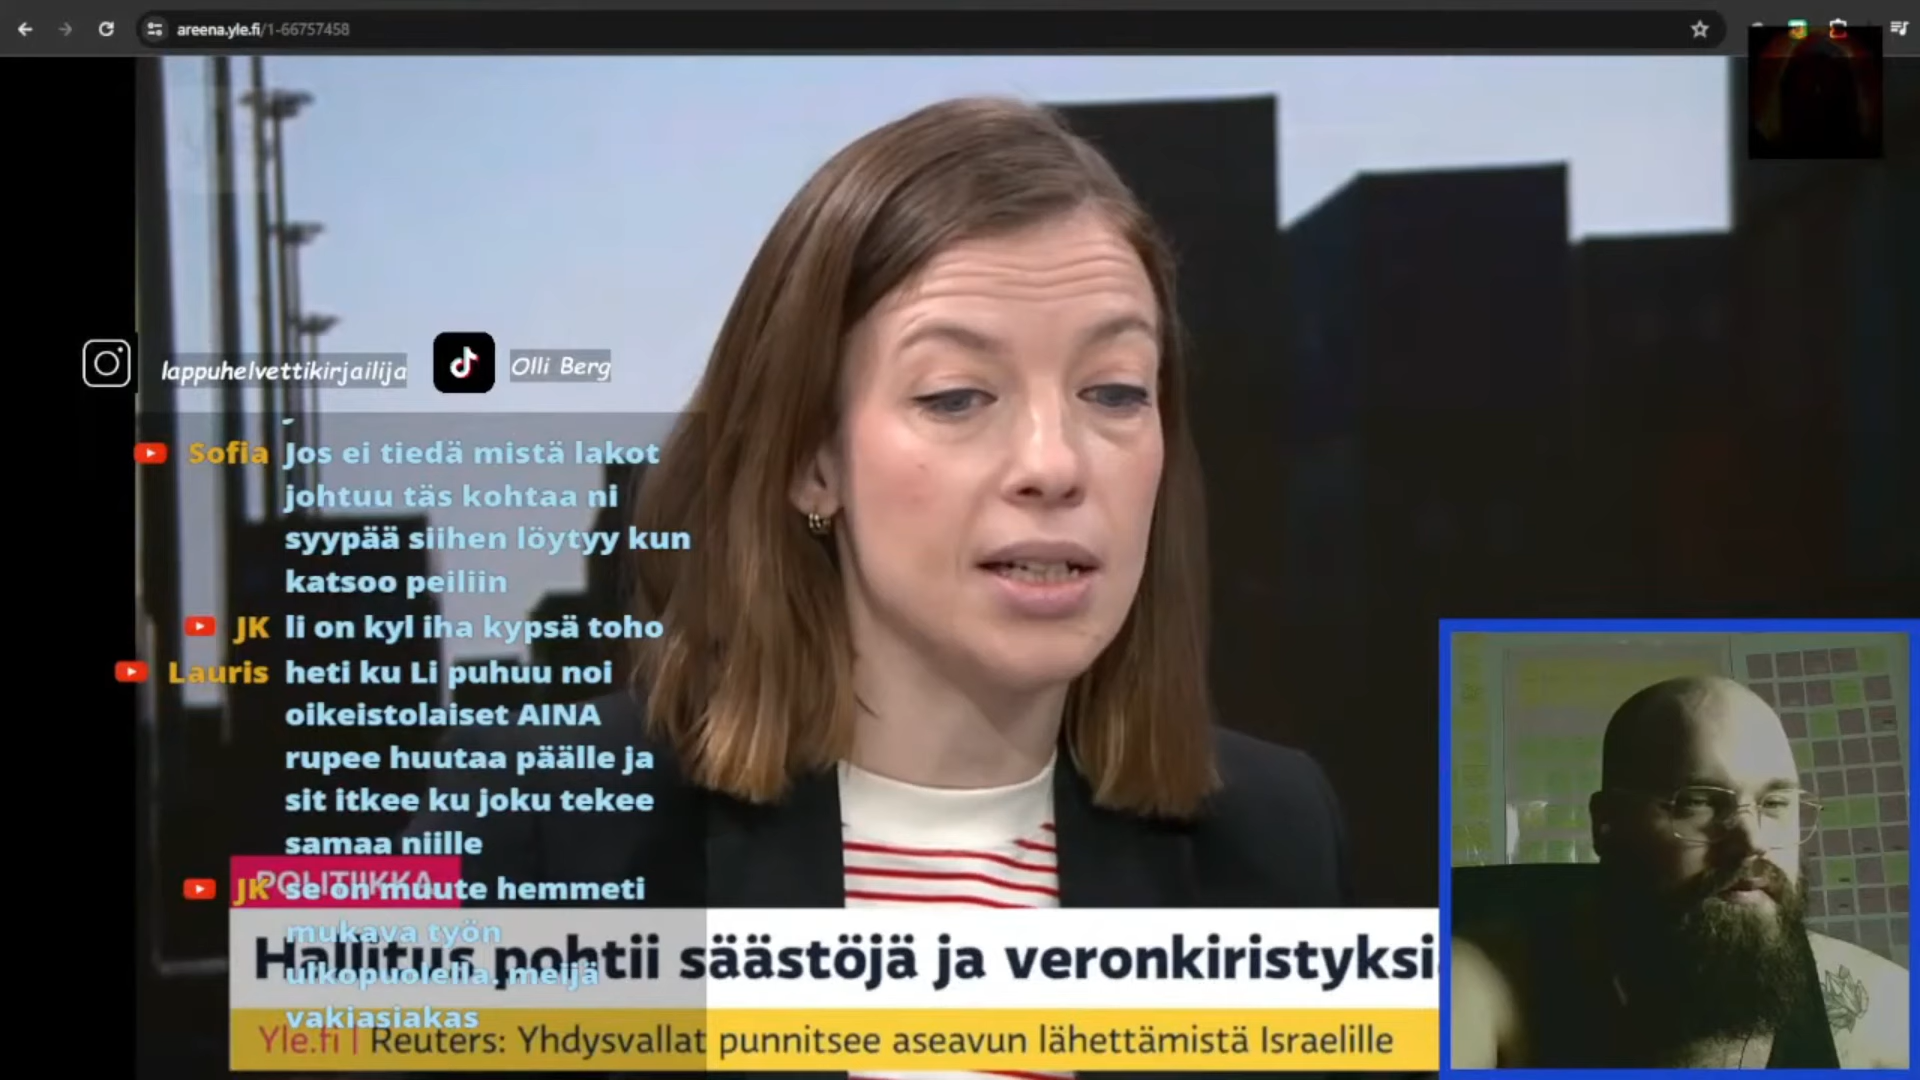 areena.yle.fi/1-66757458
lappuhelvettikirjailija
Olli Berg
Sofia Jos ei tiedä mistä lakot
johtuu täs kohtaa ni
syypää siihen löytyy kun
katsoo peiliin
JK li on kyl iha kypsä toho
Lauris heti ku Li puhuu noi
oikeistolaiset AINA
rupee huutaa päälle ja
sit itkee ku joku tekee
samaa niille
POLITIIKKA
JK se on muute hemmeti
mukava työn
ulkopuolella. meijä
vakiasiakas
Hallitus pohtii säästöjä ja veronkiristyksi
Yle.fi | Reuters: Yhdysvallat punnitsee aseavun lähettämistä Israelille